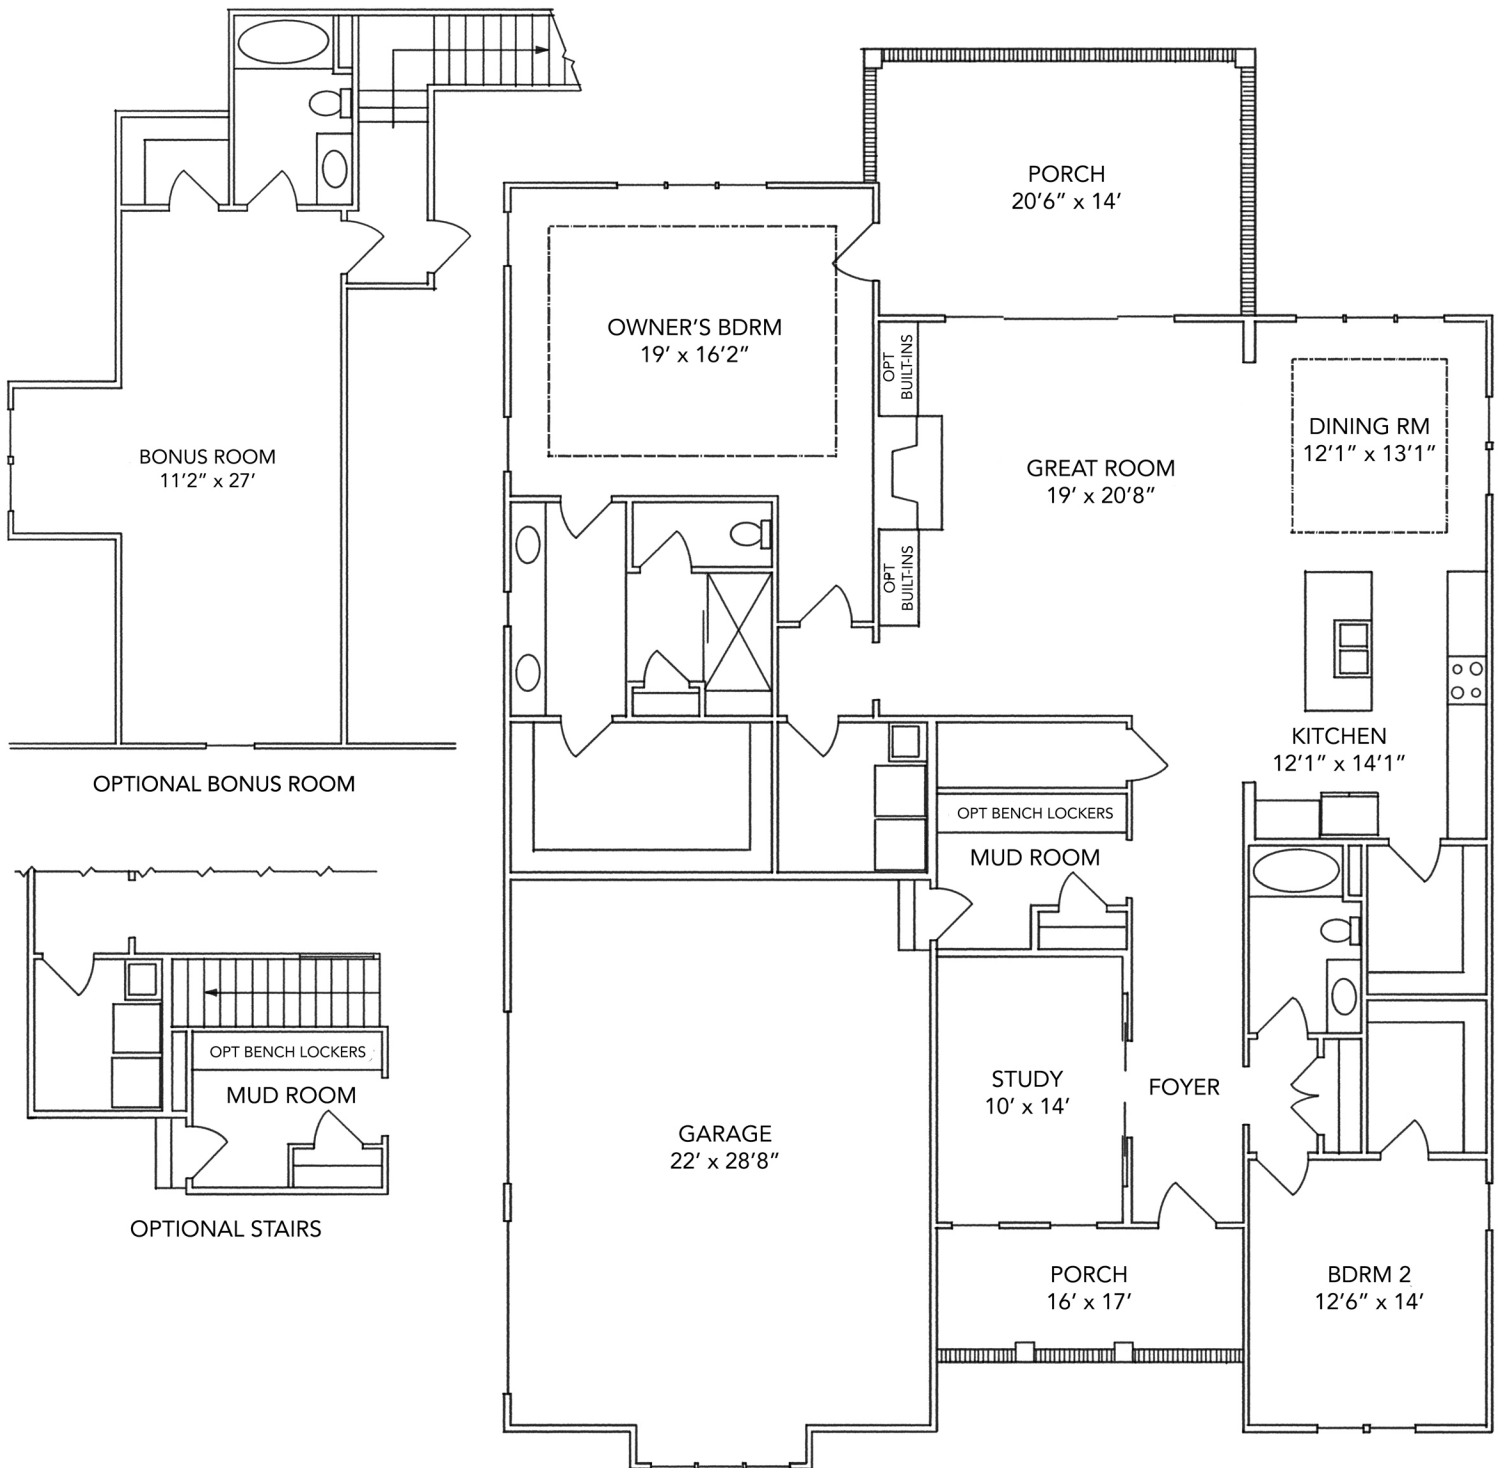 PORCH
20'6" x 14'
OWNER'S BDRM
19' x 16'2"
OPT
BUILT-INS
DINING RM
12'1" x 13'1"
BONUS ROOM
11'2" x 27'
GREAT ROOM
19' x 20'8"
OPT
BUILT-INS
KITCHEN
12'1" x 14'1"
OPTIONAL BONUS ROOM
OPT BENCH LOCKERS
MUD ROOM
OPT BENCH LOCKERS
MUD ROOM
STUDY
10' x 14'
FOYER
GARAGE
22' x 28'8"
OPTIONAL STAIRS
PORCH
16' x 17'
BDRM 2
12'6" x 14'